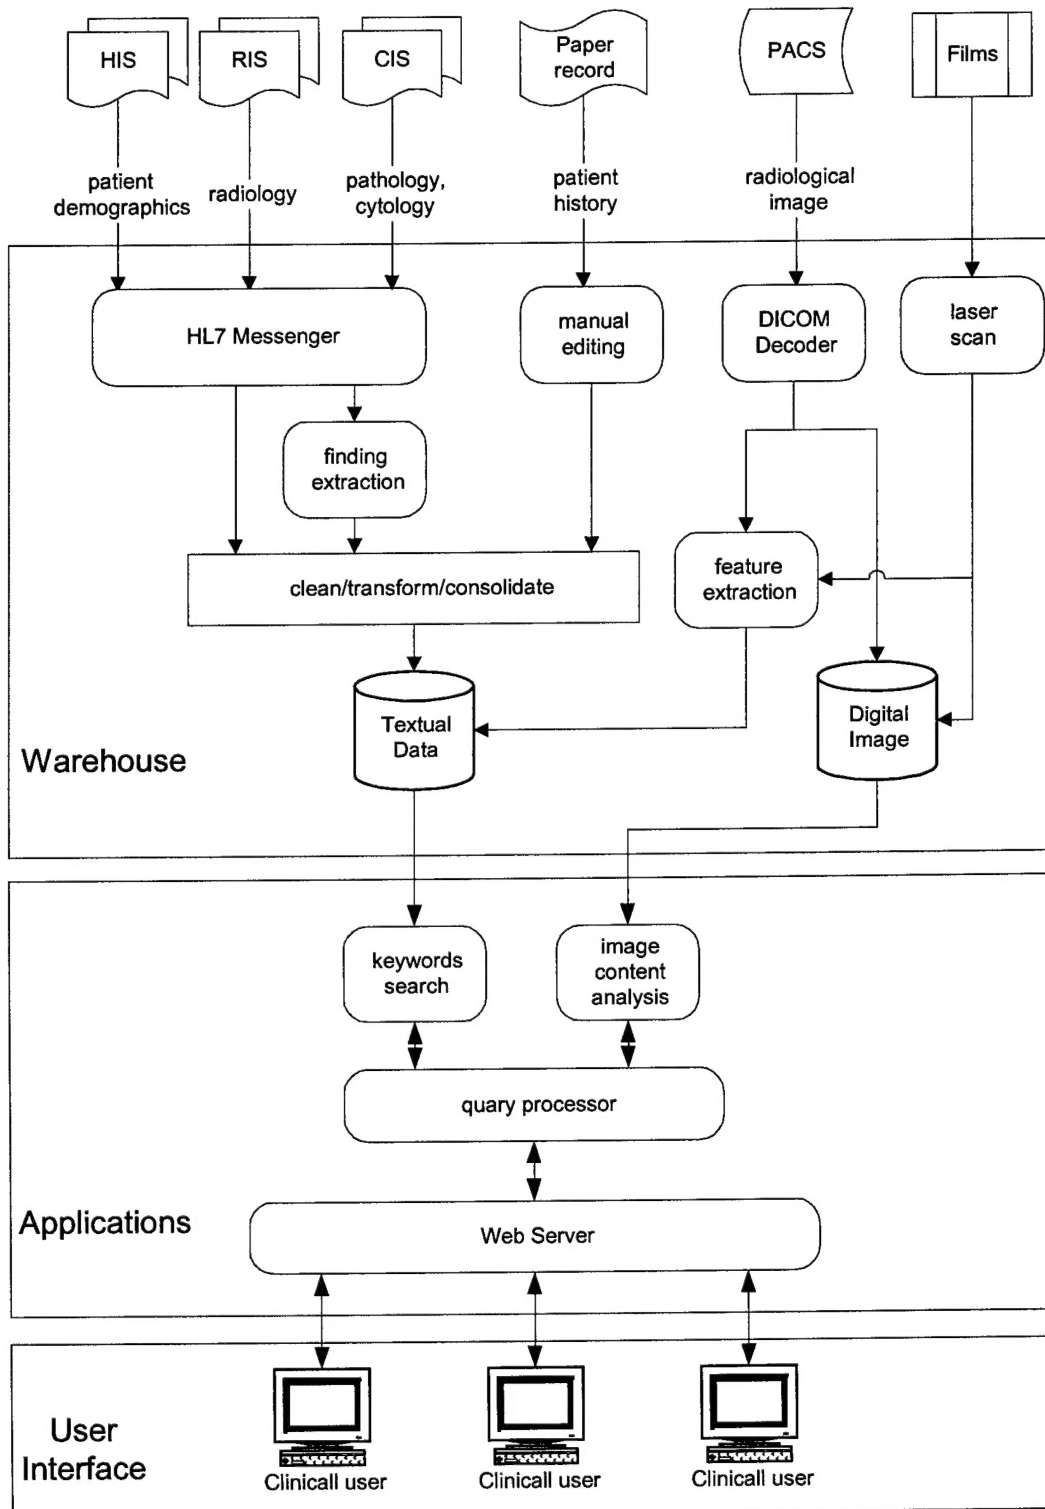 HIS
RIS
CIS
Paper
record
PACS
Films
patient
demographics
radiology
pathology,
cytology
patient
history
radiological
image
HL7 Messenger
manual
editing
DICOM
Decoder
laser
scan
finding
extraction
clean/transform/consolidate
feature
extraction
Textual
Data
Digital
Image
Warehouse
keywords
search
image
content
analysis
quary processor
Applications
Web Server
User
Interface
Clinicall user
Clinicall user
Clinicall user